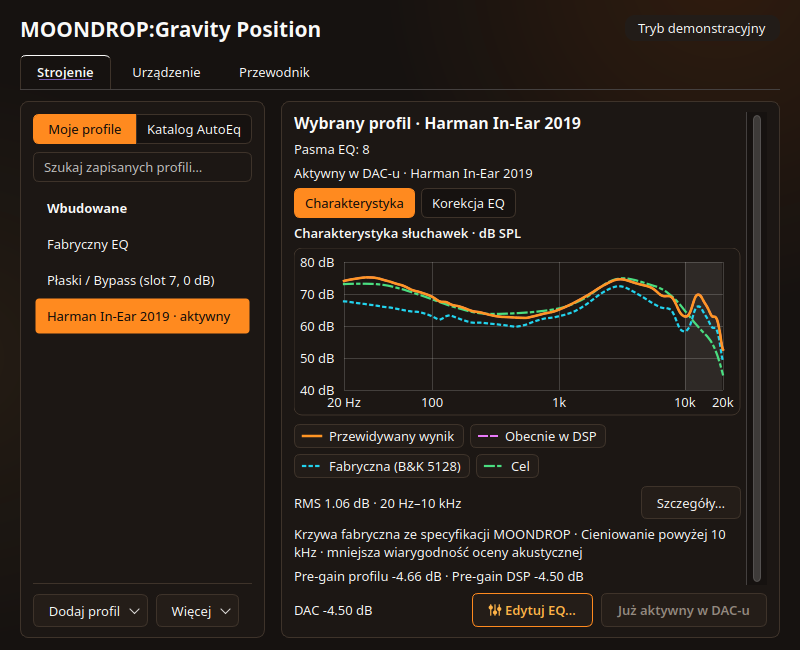 MOONDROP:Gravity Position
Tryb demonstracyjny
Strojenie
Urządzenie
Przewodnik
Moje profile
Katalog AutoEq
Szukaj zapisanych profili…
Wbudowane
Fabryczny EQ
Płaski / Bypass (slot 7, 0 dB)
Harman In-Ear 2019 · aktywny
Dodaj profil
Więcej
Wybrany profil · Harman In-Ear 2019
Pasma EQ: 8
Aktywny w DAC-u · Harman In-Ear 2019
Charakterystyka
Korekcja EQ
Charakterystyka słuchawek · dB SPL
80 dB
70 dB
60 dB
50 dB
40 dB
20 Hz
100
1k
10k
20k
Przewidywany wynik
Obecnie w DSP
Fabryczna (B&K 5128)
Cel
RMS 1.06 dB · 20 Hz–10 kHz
Szczegóły…
Krzywa fabryczna ze specyfikacji MOONDROP · Cieniowanie powyżej 10
kHz · mniejsza wiarygodność oceny akustycznej
Pre-gain profilu -4.66 dB · Pre-gain DSP -4.50 dB
DAC -4.50 dB
Edytuj EQ…
Już aktywny w DAC-u